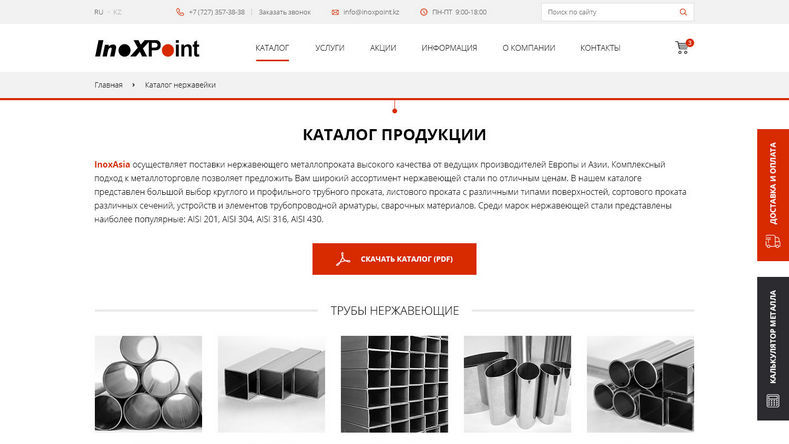 RU • KZ
+7 (727) 357-38-38 | Заказать звонок
info@inoxpoint.kz
ПН-ПТ 9:00-18:00
Поиск по сайту
InoXPoint
КАТАЛОГ УСЛУГИ АКЦИИ ИНФОРМАЦИЯ О КОМПАНИИ КОНТАКТЫ
3
Главная › Каталог нержавейки
КАТАЛОГ ПРОДУКЦИИ
InoxAsia осуществляет поставки нержавеющего металлопроката высокого качества от ведущих производителей Европы и Азии. Комплексный
подход к металлоторговле позволяет предложить Вам широкий ассортимент нержавеющей стали по отличным ценам. В нашем каталоге
представлен большой выбор круглого и профильного трубного проката, листового проката с различными типами поверхностей, сортового проката
различных сечений, устройств и элементов трубопроводной арматуры, сварочных материалов. Среди марок нержавеющей стали представлены
наиболее популярные: AISI 201, AISI 304, AISI 316, AISI 430.
СКАЧАТЬ КАТАЛОГ (PDF)
ТРУБЫ НЕРЖАВЕЮЩИЕ
ДОСТАВКА И ОПЛАТА
КАЛЬКУЛЯТОР МЕТАЛЛА